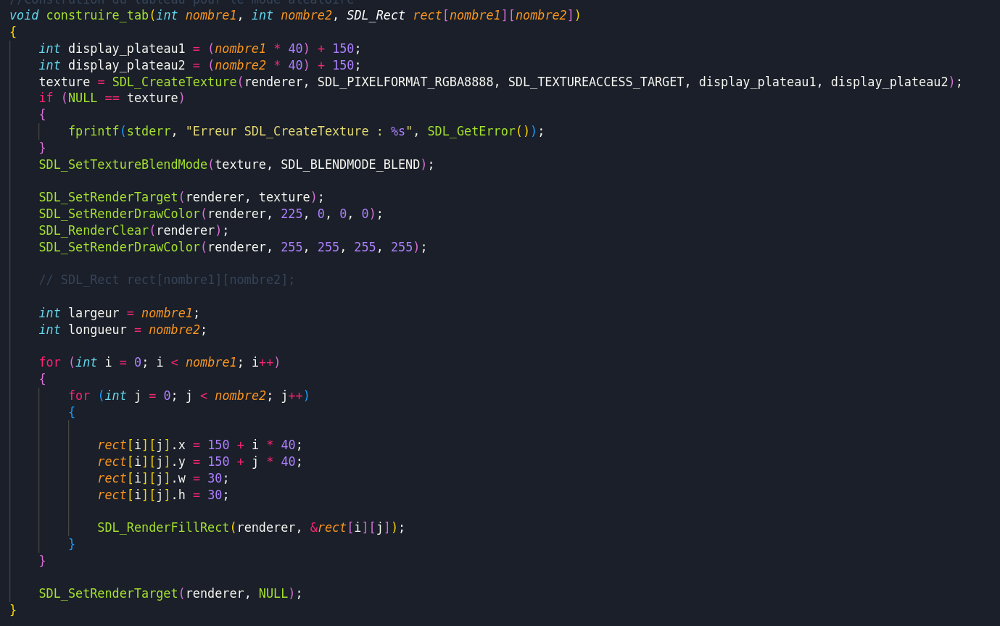 //Constrution du tableau pour le mode aleatoire
void construire_tab(int nombre1, int nombre2, SDL_Rect rect[nombre1][nombre2])
{
    int display_plateau1 = (nombre1 * 40) + 150;
    int display_plateau2 = (nombre2 * 40) + 150;
    texture = SDL_CreateTexture(renderer, SDL_PIXELFORMAT_RGBA8888, SDL_TEXTUREACCESS_TARGET, display_plateau1, display_plateau2);
    if (NULL == texture)
    {
        fprintf(stderr, "Erreur SDL_CreateTexture : %s", SDL_GetError());
    }
    SDL_SetTextureBlendMode(texture, SDL_BLENDMODE_BLEND);

    SDL_SetRenderTarget(renderer, texture);
    SDL_SetRenderDrawColor(renderer, 225, 0, 0, 0);
    SDL_RenderClear(renderer);
    SDL_SetRenderDrawColor(renderer, 255, 255, 255, 255);

    // SDL_Rect rect[nombre1][nombre2];

    int largeur = nombre1;
    int longueur = nombre2;

    for (int i = 0; i < nombre1; i++)
    {
        for (int j = 0; j < nombre2; j++)
        {

            rect[i][j].x = 150 + i * 40;
            rect[i][j].y = 150 + j * 40;
            rect[i][j].w = 30;
            rect[i][j].h = 30;

            SDL_RenderFillRect(renderer, &rect[i][j]);
        }
    }

    SDL_SetRenderTarget(renderer, NULL);
}